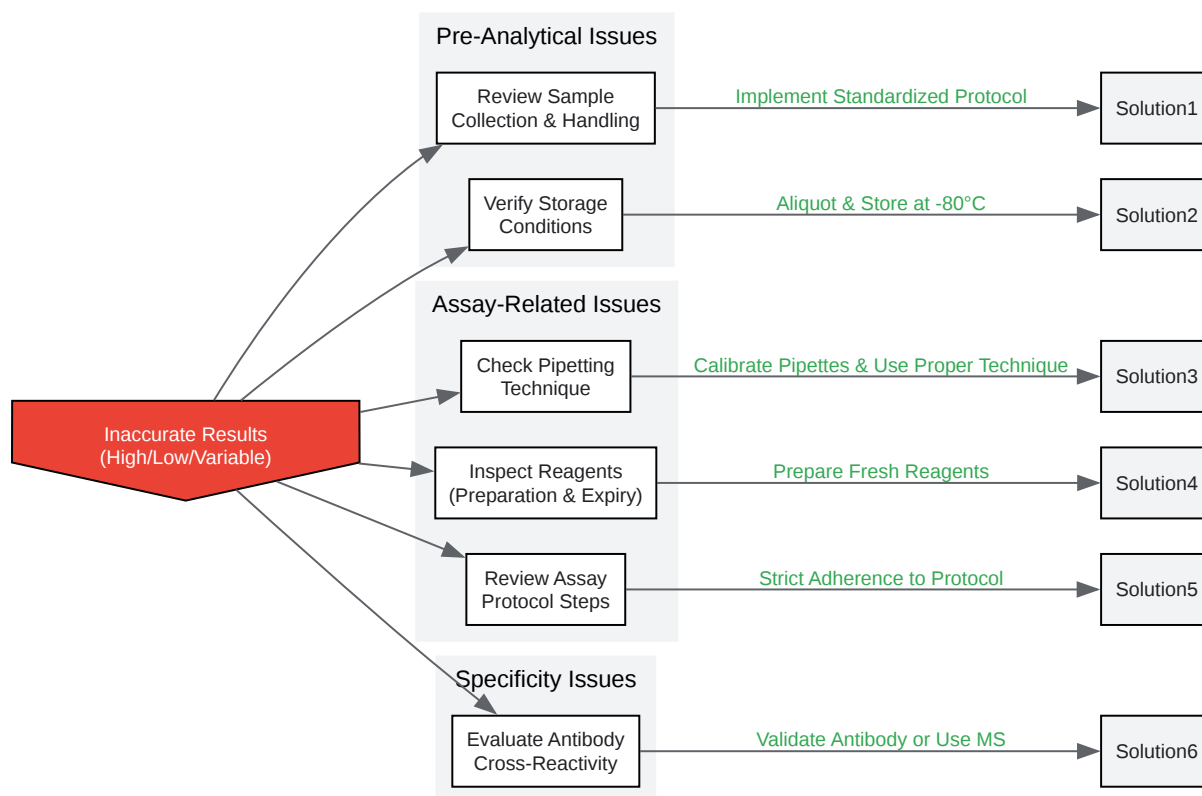 Pre-Analytical Issues
Review Sample
Collection & Handling
Implement Standardized Protocol
Solution1
Verify Storage
Conditions
Aliquot & Store at -80°C
Solution2
Assay-Related Issues
Check Pipetting
Technique
Calibrate Pipettes & Use Proper Technique
Solution3
Inaccurate Results
(High/Low/Variable)
Inspect Reagents
(Preparation & Expiry)
Prepare Fresh Reagents
Solution4
Review Assay
Protocol Steps
Strict Adherence to Protocol
Solution5
Specificity Issues
Evaluate Antibody
Cross-Reactivity
Validate Antibody or Use MS
Solution6